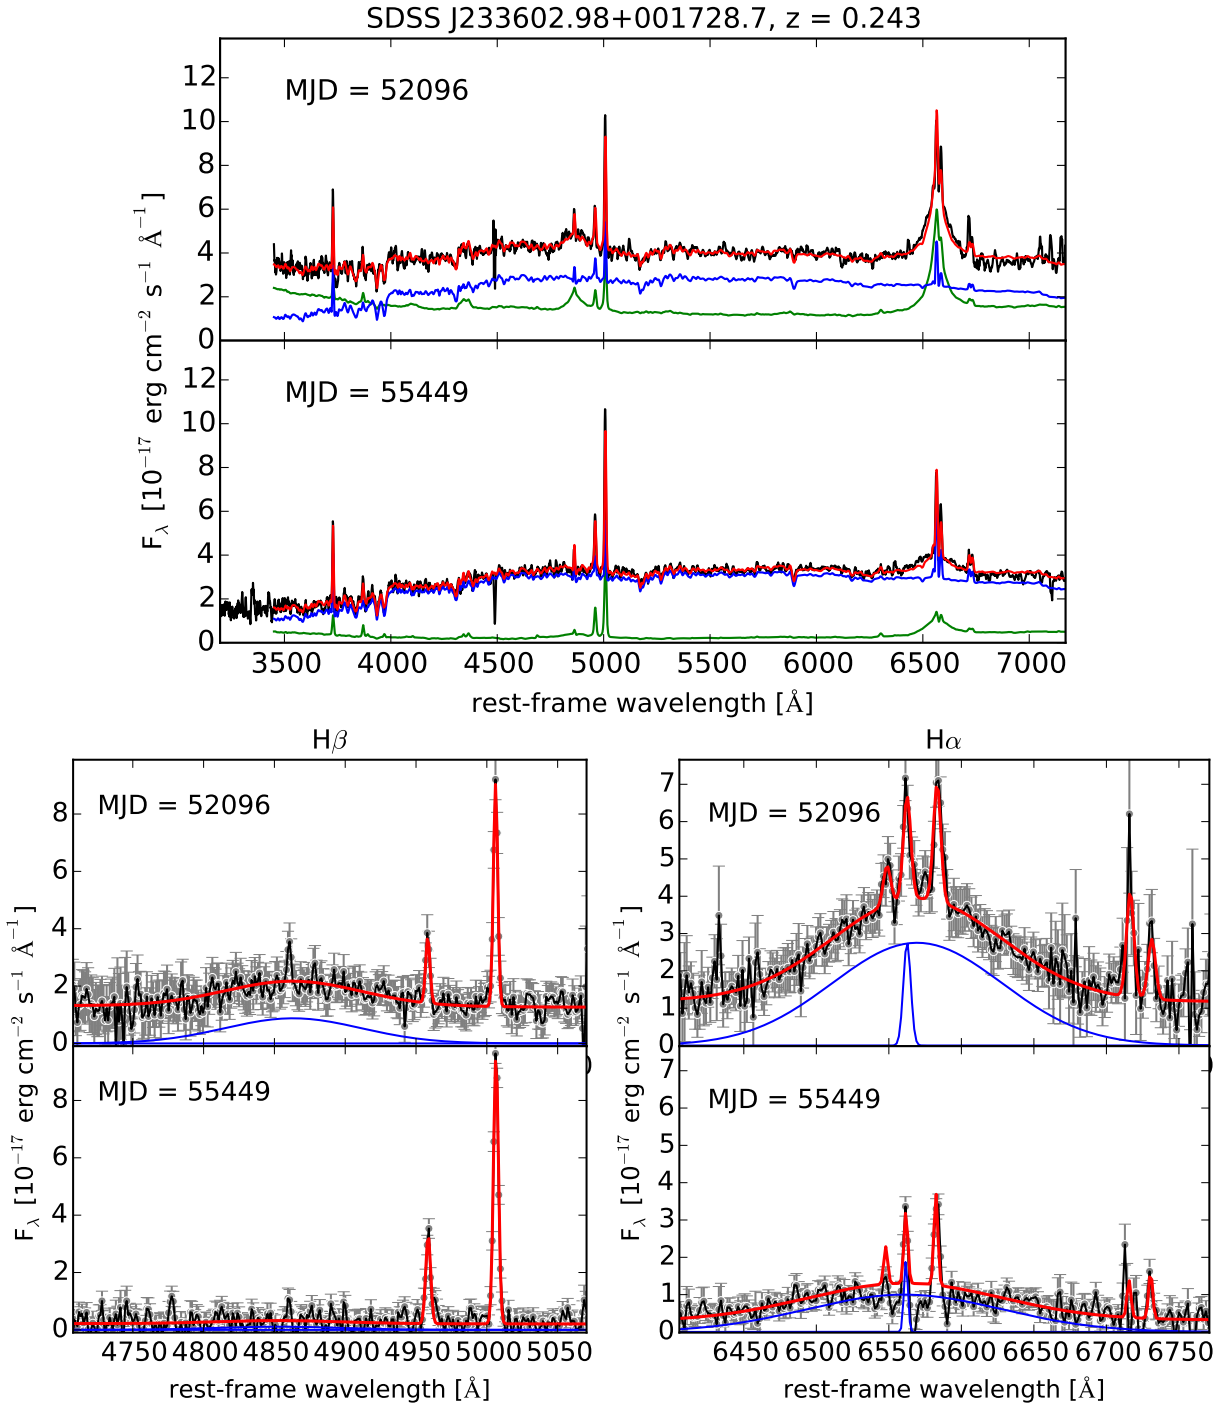 SDSS J233602.98+001728.7, z = 0.243
MJD = 52096
12
10
8
6
4
2
0
MJD = 55449
12
10
8
6
4
2
0
F_λ [10^−17 erg cm^−2 s^−1 Å^−1]
3500 4000 4500 5000 5500 6000 6500 7000
rest-frame wavelength [Å]
Hβ
MJD = 52096
8
6
4
2
0
MJD = 55449
8
6
4
2
0
F_λ [10^−17 erg cm^−2 s^−1 Å^−1]
4750 4800 4850 4900 4950 5000 5050
rest-frame wavelength [Å]
Hα
MJD = 52096
7
6
5
4
3
2
1
0
MJD = 55449
7
6
5
4
3
2
1
0
F_λ [10^−17 erg cm^−2 s^−1 Å^−1]
6450 6500 6550 6600 6650 6700 6750
rest-frame wavelength [Å]